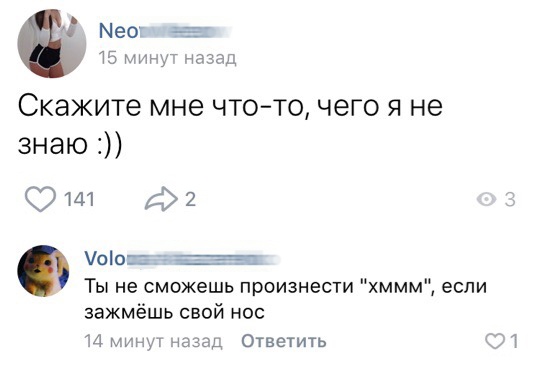 Neo
15 минут назад
Скажите мне что-то, чего я не
знаю :))
141 2 3
Volo
Ты не сможешь произнести "хммм", если
зажмёшь свой нос
14 минут назад Ответить 1